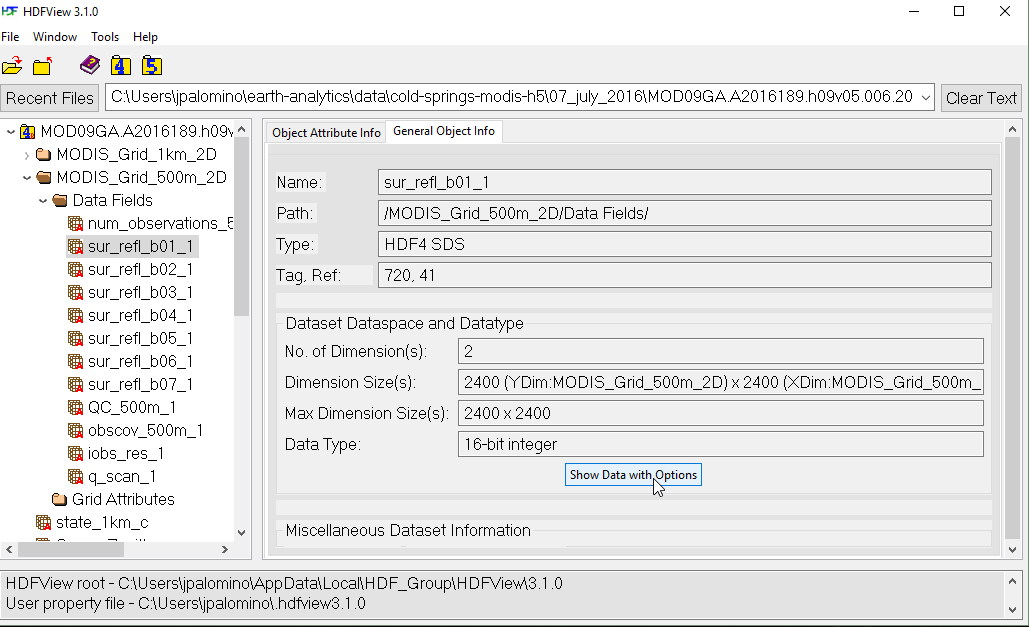 HDF HDFView 3.1.0
File Window Tools Help
4 5
Recent Files C:\Users\jpalomino\earth-analytics\data\cold-springs-modis-h5\07_july_2016\MOD09GA.A2016189.h09v05.006.20 Clear Text
4 MOD09GA.A2016189.h09v
MODIS_Grid_1km_2D
MODIS_Grid_500m_2D
Data Fields
num_observations_5
sur_refl_b01_1
sur_refl_b02_1
sur_refl_b03_1
sur_refl_b04_1
sur_refl_b05_1
sur_refl_b06_1
sur_refl_b07_1
QC_500m_1
obscov_500m_1
iobs_res_1
q_scan_1
Grid Attributes
state_1km_c
Object Attribute Info General Object Info
Name: sur_refl_b01_1
Path: /MODIS_Grid_500m_2D/Data Fields/
Type: HDF4 SDS
Tag, Ref: 720, 41
Dataset Dataspace and Datatype
No. of Dimension(s): 2
Dimension Size(s): 2400 (YDim:MODIS_Grid_500m_2D) x 2400 (XDim:MODIS_Grid_500m_
Max Dimension Size(s): 2400 x 2400
Data Type: 16-bit integer
Show Data with Options
Miscellaneous Dataset Information
HDFView root - C:\Users\jpalomino\AppData\Local\HDF_Group\HDFView\3.1.0
User property file - C:\Users\jpalomino\.hdfview3.1.0